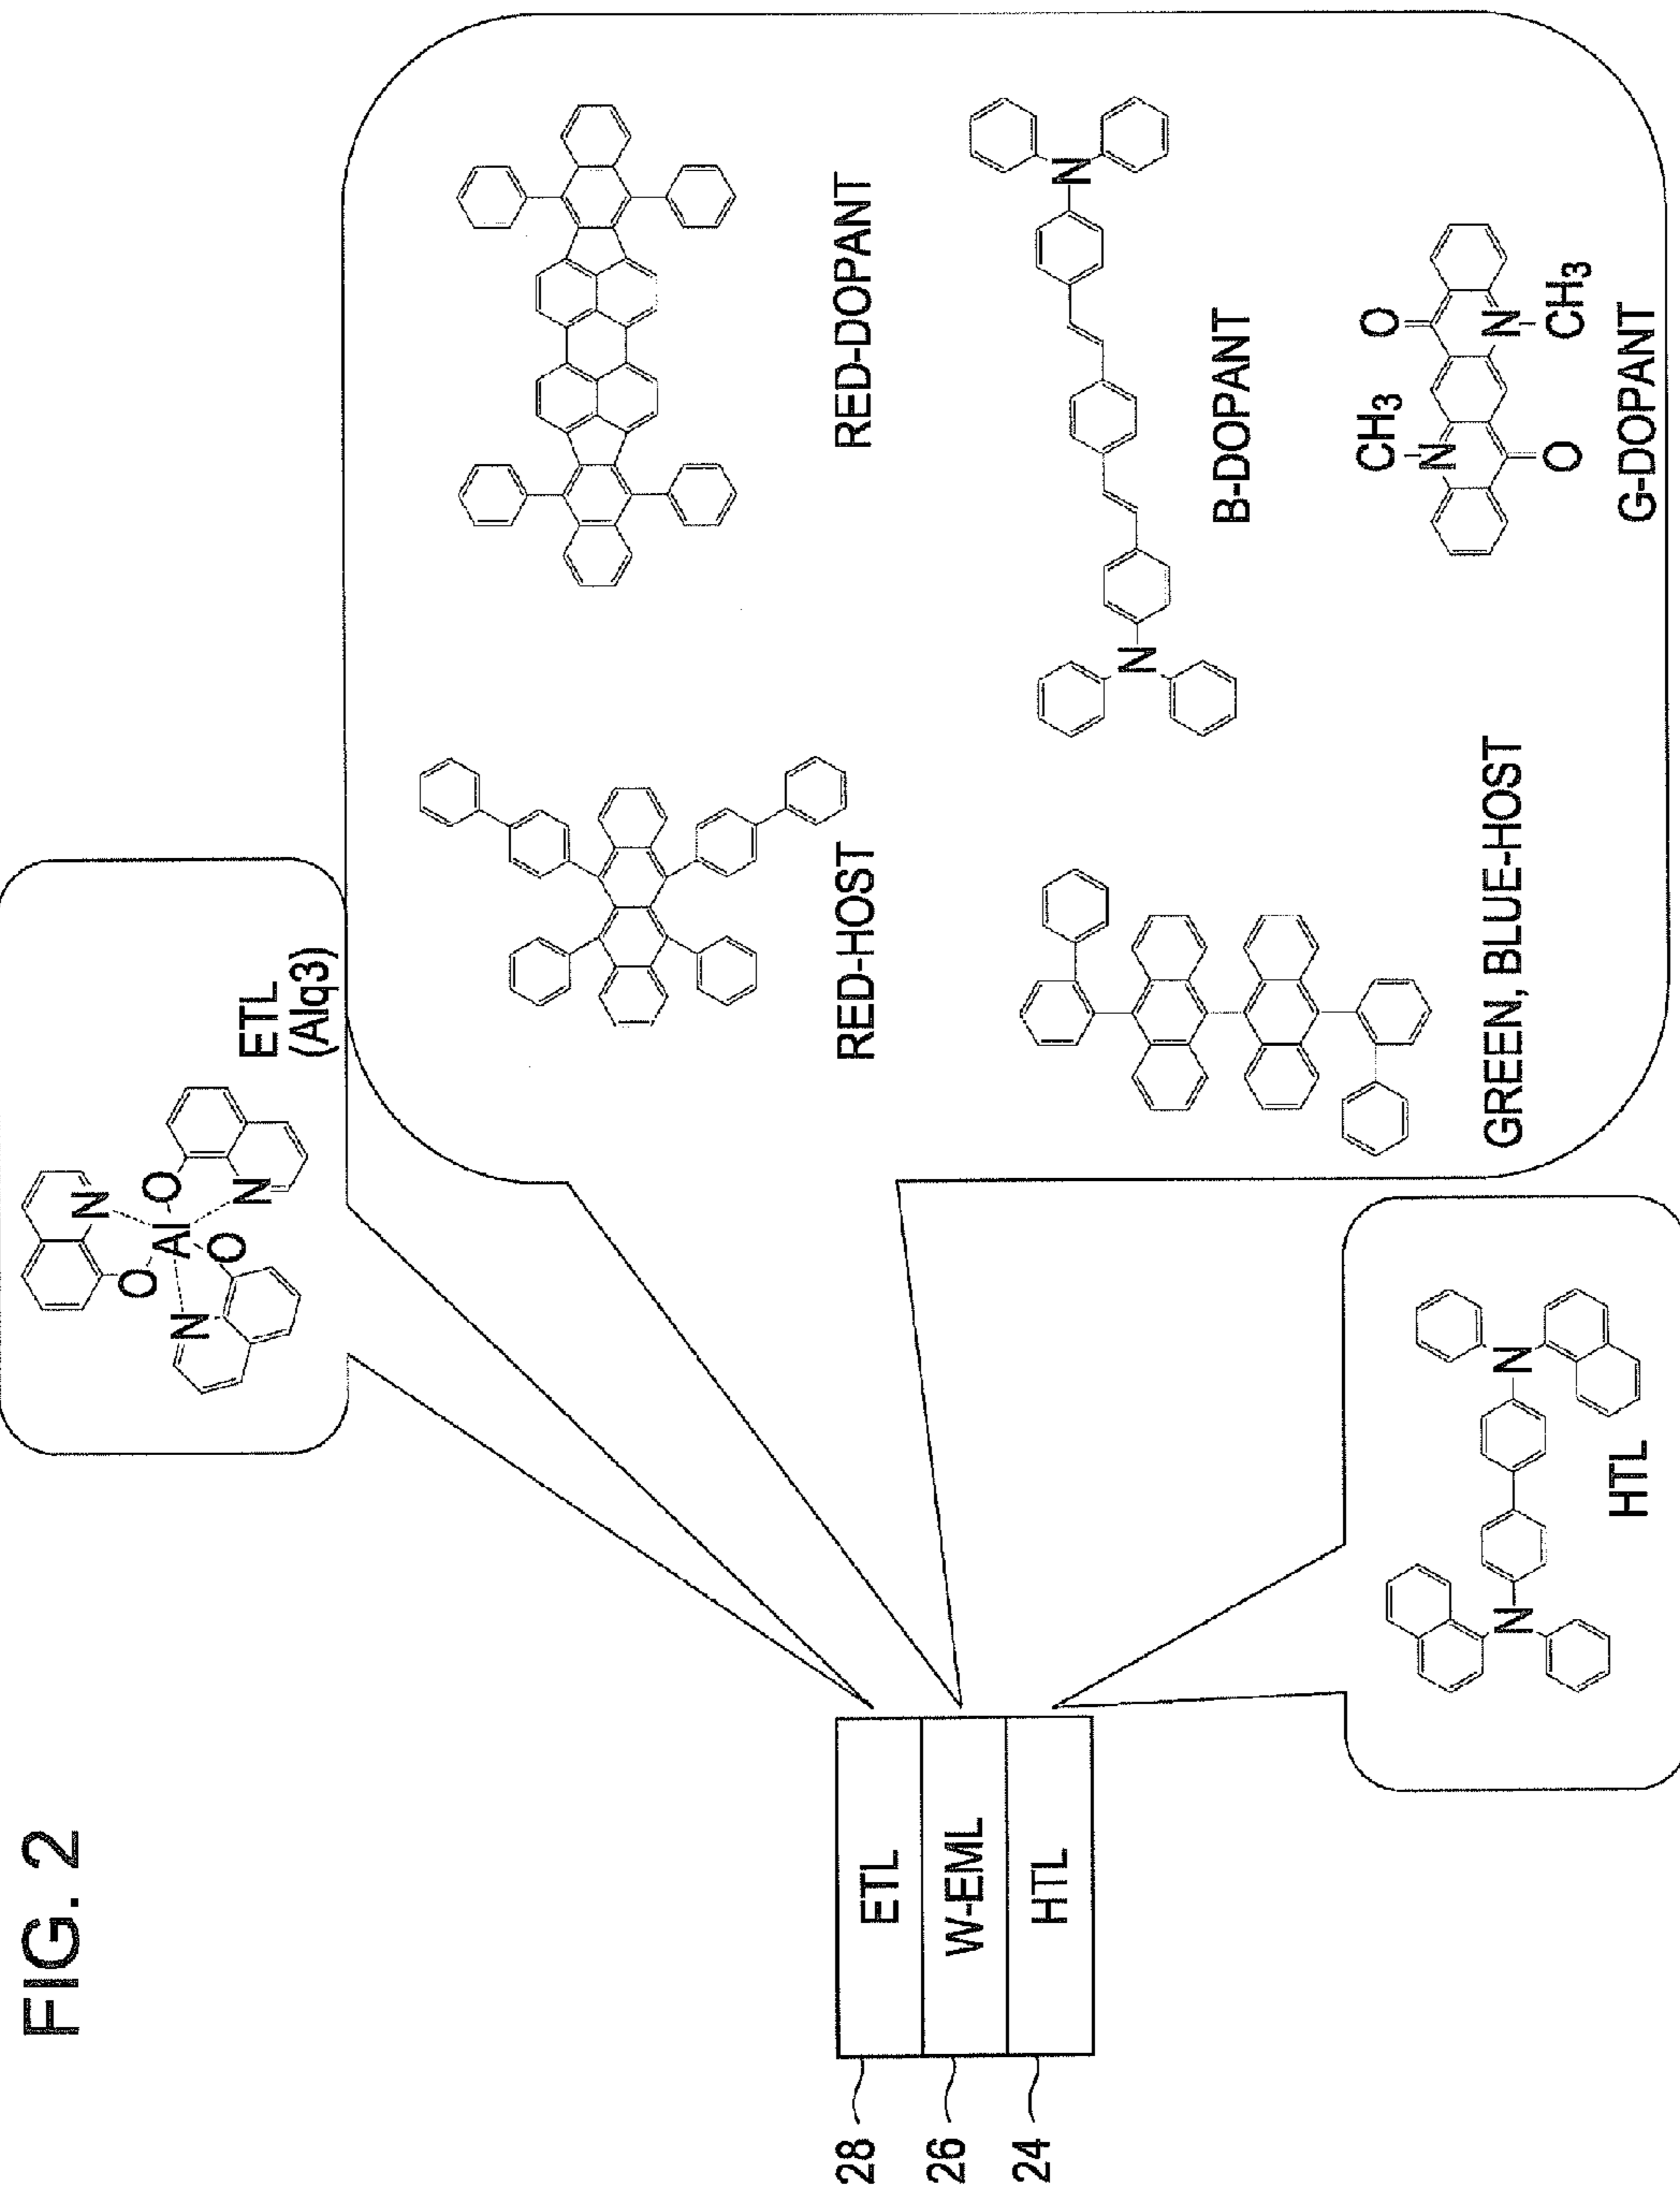 FIG. 2
ETL
(Alq3)
N
O
Al
O
N
O
N
RED-HOST
RED-DOPANT
28
ETL
26
W-EML
24
HTL
GREEN, BLUE-HOST
N
N
B-DOPANT
CH3
O
N
N
O
CH3
G-DOPANT
N
N
HTL